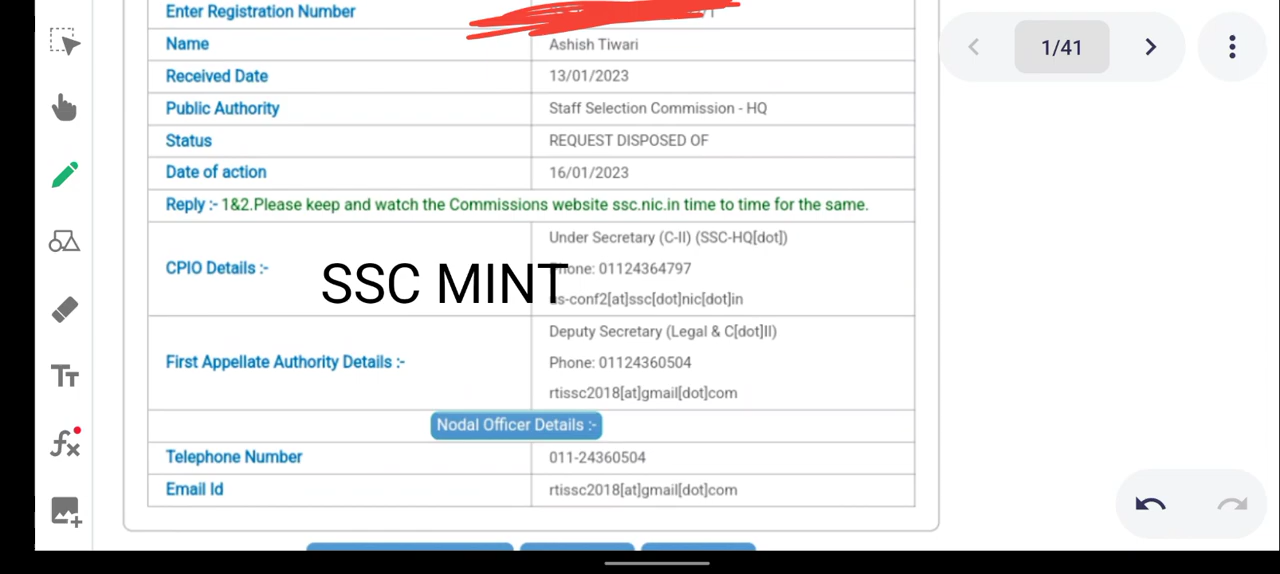 Enter Registration Number
Name Ashish Tiwari
1/41
Received Date 13/01/2023
Public Authority Staff Selection Commission - HQ
Status REQUEST DISPOSED OF
Date of action 16/01/2023
Reply :- 1&2.Please keep and watch the Commissions website ssc.nic.in time to time for the same.
Under Secretary (C-II) (SSC-HQ[dot])
CPIO Details :- Phone: 01124364797
SSC MINT
us-conf2[at]ssc[dot]nic[dot]in
Deputy Secretary (Legal & C[dot]II)
First Appellate Authority Details :- Phone: 01124360504
rtissc2018[at]gmail[dot]com
Nodal Officer Details :-
Telephone Number 011-24360504
Email Id rtissc2018[at]gmail[dot]com
TT
fx